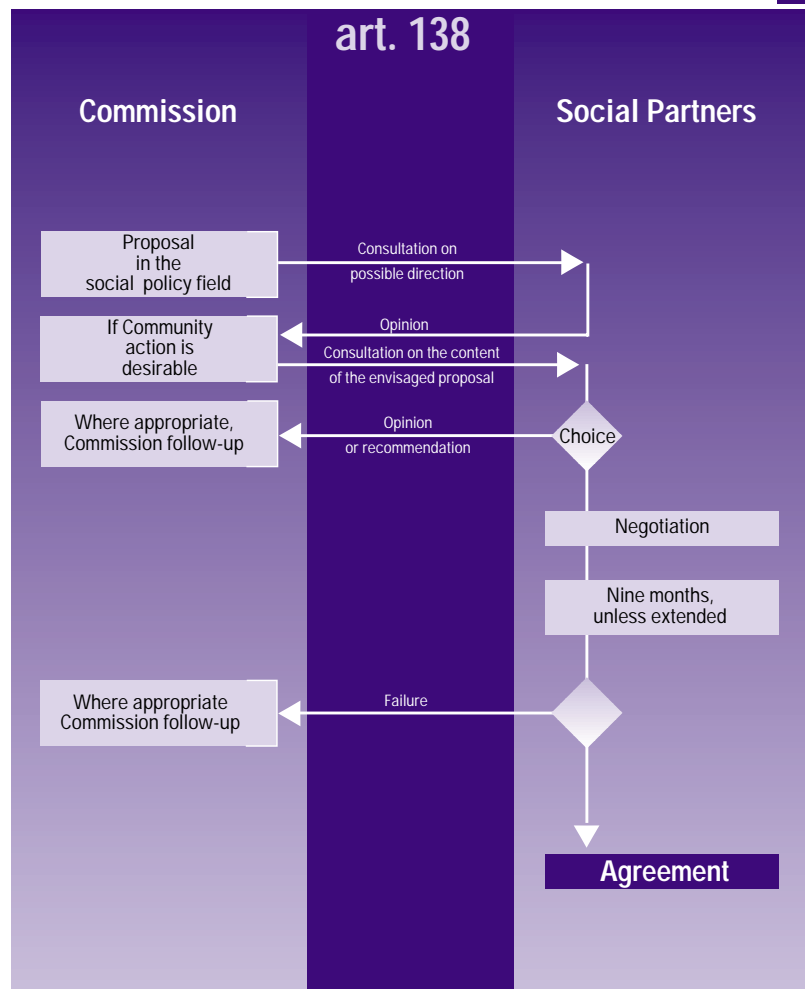 art. 138
Commission
Social Partners
Proposal
in the
social policy field
Consultation on
possible direction
Opinion
If Community
action is
desirable
Consultation on the content
of the envisaged proposal
Where appropriate,
Commission follow-up
Opinion
or recommendation
Choice
Negotiation
Nine months,
unless extended
Where appropriate
Commission follow-up
Failure
Agreement